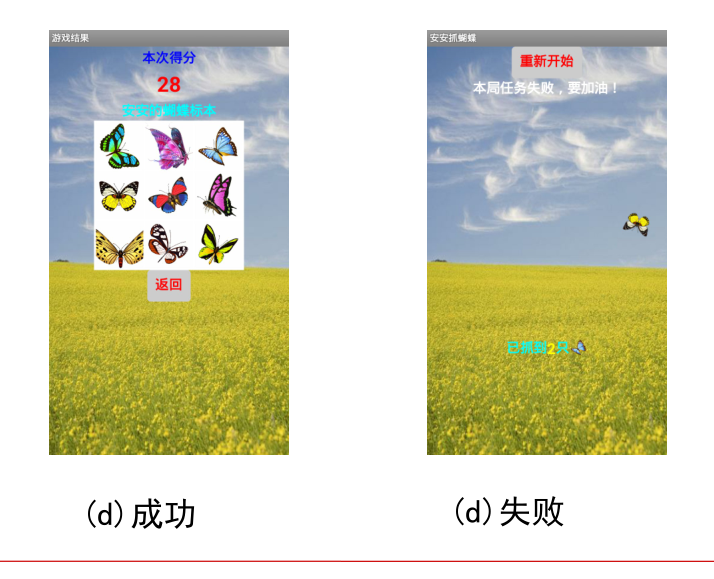 游戏结果
本次得分
28
安安的蝴蝶标本
返回
(d)成功
安安抓蝴蝶
重新开始
本局任务失败，要加油！
已抓到2只
(d)失败